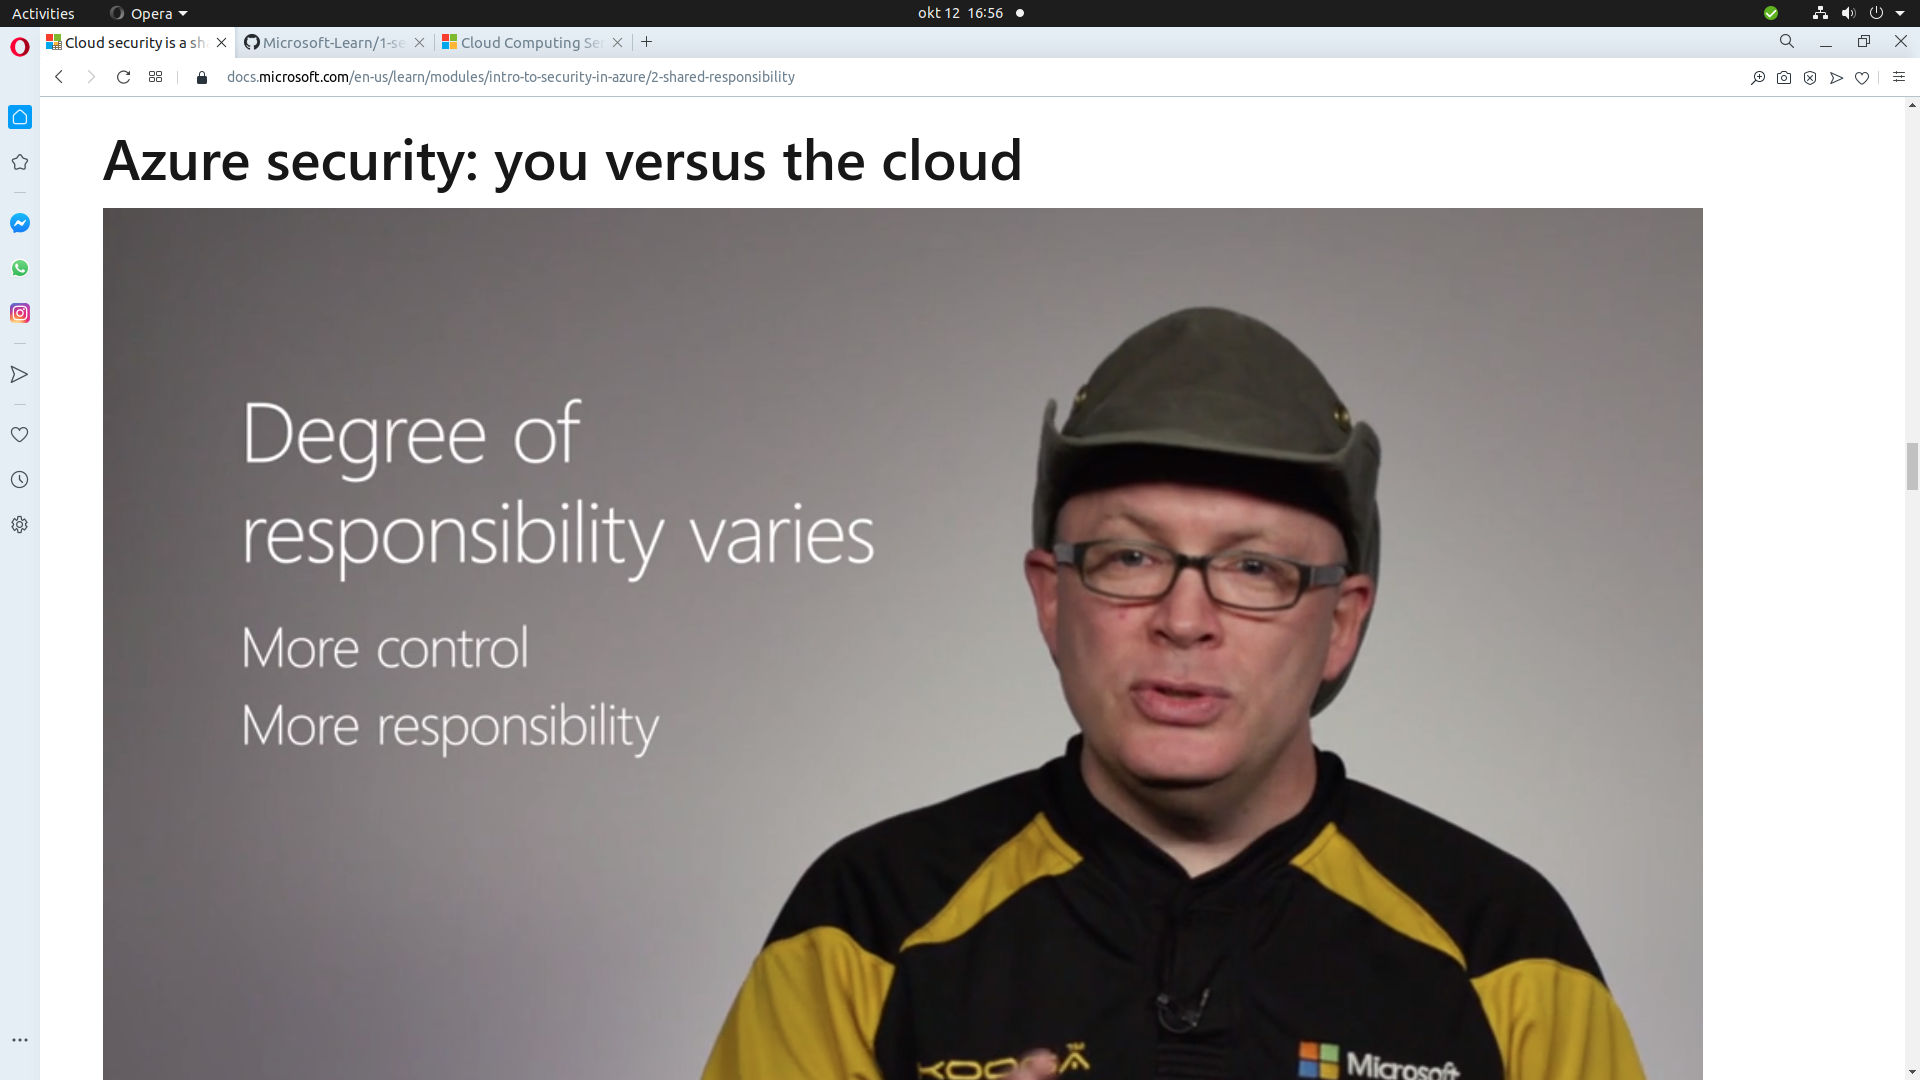 Activities
Opera
okt 12 16:56
Cloud security is a sh
Microsoft-Learn/1-se
Cloud Computing Ser
docs.microsoft.com/en-us/learn/modules/intro-to-security-in-azure/2-shared-responsibility
Azure security: you versus the cloud
Degree of
responsibility varies
More control
More responsibility
KOOGA™
Microsoft